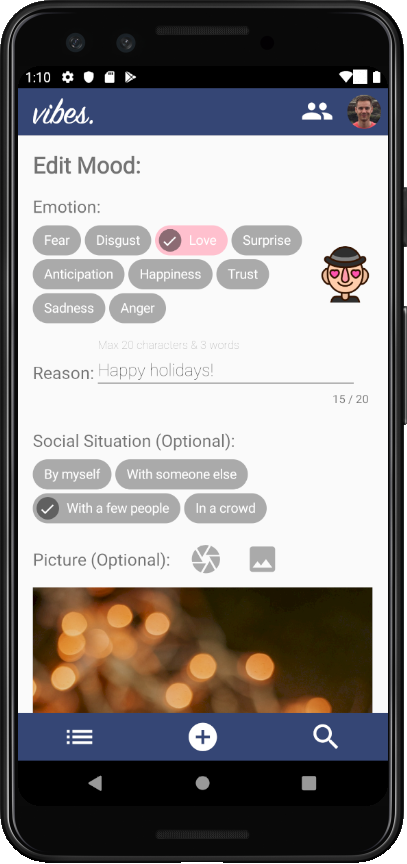 1:10
vibes.
Edit Mood:
Emotion:
Fear Disgust Love Surprise
Anticipation Happiness Trust
Sadness Anger
Max 20 characters & 3 words
Reason: Happy holidays!
15 / 20
Social Situation (Optional):
By myself With someone else
With a few people In a crowd
Picture (Optional):